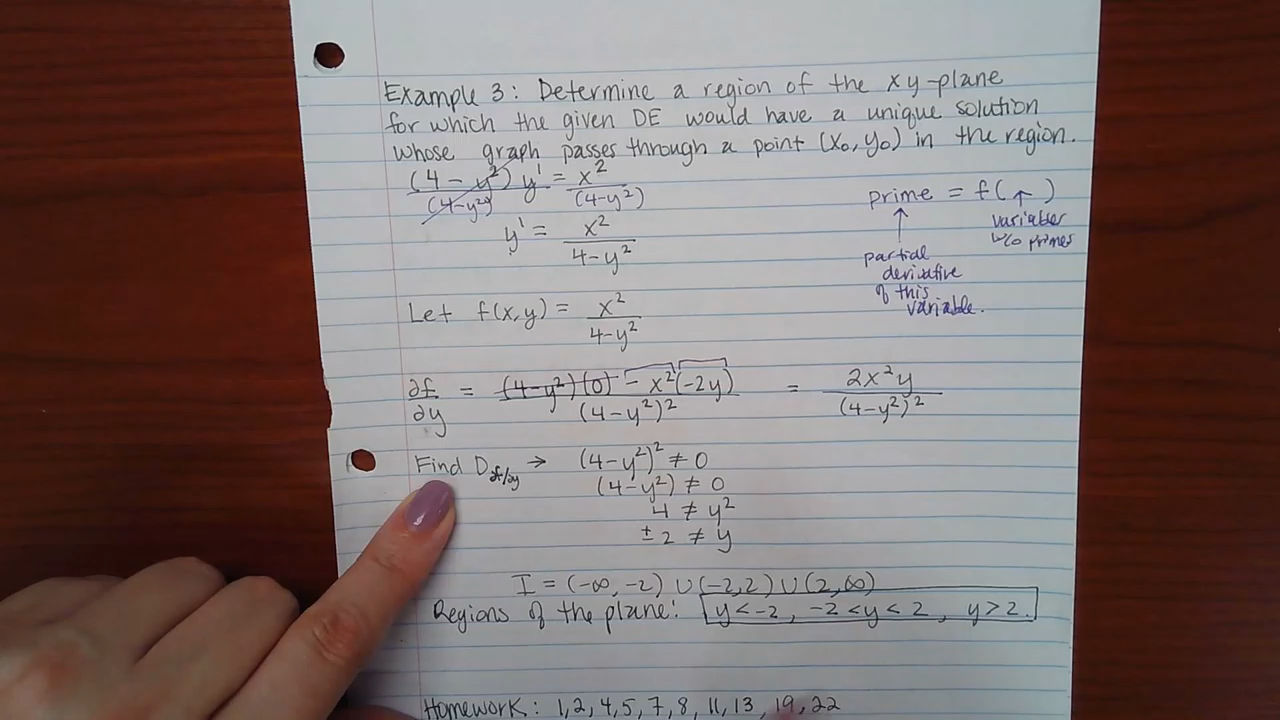 Example 3: Determine a region of the xy-plane
for which the given DE would have a unique solution
whose graph passes through a point (x₀, y₀) in the region.
(4 - y²) y' = x²
(4-y²) (4-y²)
y' = x² / 4-y²
prime = f(↑)
variables w/o primes
partial
derivative
of this
variable.
Let f(x,y) = x² / 4-y²
∂f/∂y = (4-y²)(0) - x²(-2y) / (4-y²)² = 2x²y / (4-y²)²
Find D∂f/∂y → (4-y²)² ≠ 0
(4-y²) ≠ 0
4 ≠ y²
± 2 ≠ y
I = (-∞, -2) ∪ (-2,2) ∪ (2,∞)
Regions of the plane: y < -2, -2 < y < 2, y > 2.
Homework: 1, 2, 4, 5, 7, 8, 11, 13, 19, 22